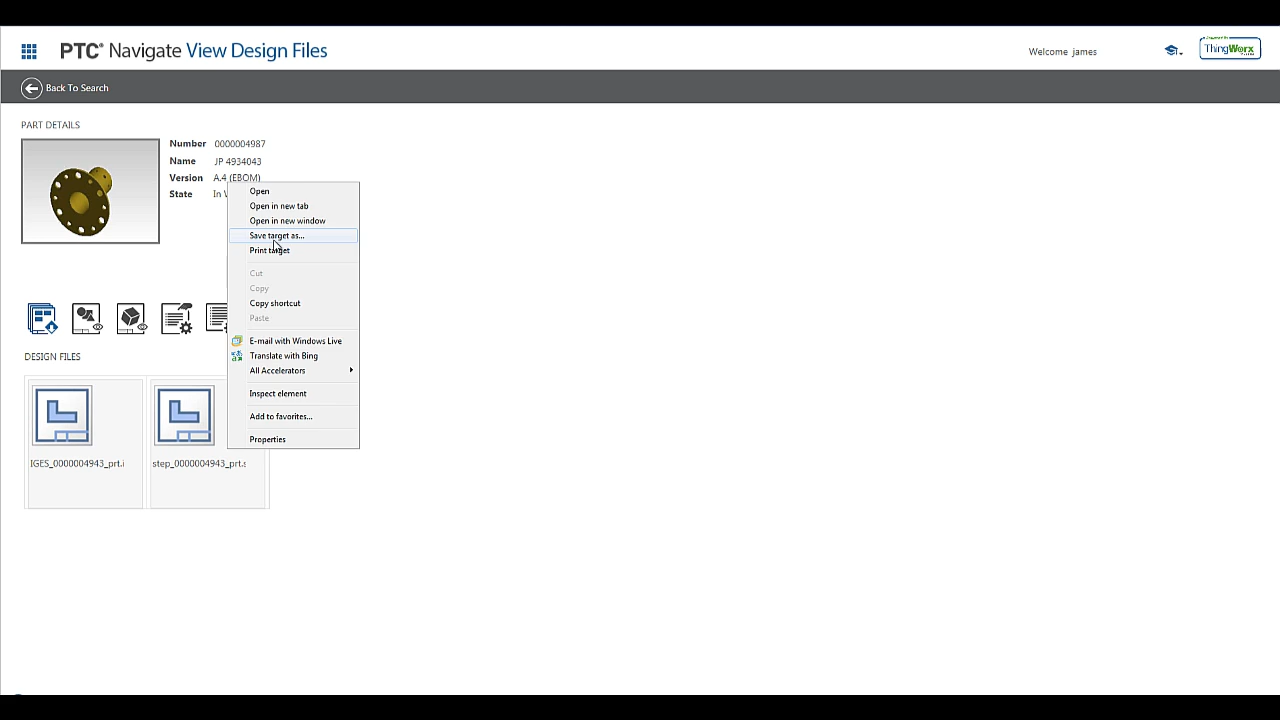 PTC® Navigate View Design Files
Welcome james
ThingWorx
Back To Search
PART DETAILS
Number 0000004987
Name JP 4934043
Version A.4 (EBOM)
State In
Open
Open in new tab
Open in new window
Save target as...
Print target
Cut
Copy
Copy shortcut
Paste
E-mail with Windows Live
Translate with Bing
All Accelerators
Inspect element
Add to favorites...
Properties
DESIGN FILES
IGES_0000004943_prt.i
step_0000004943_prt.s